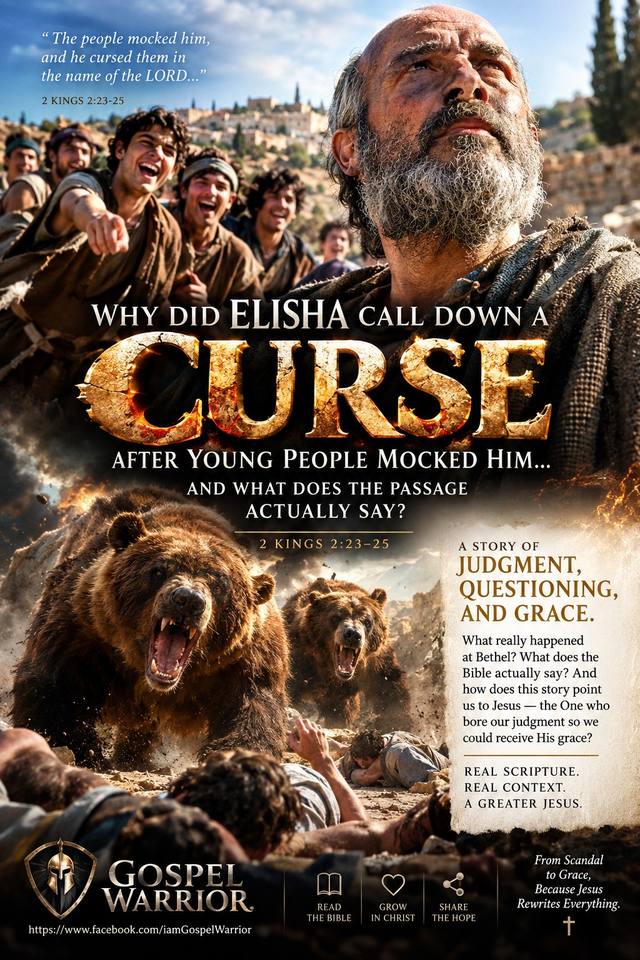 “The people mocked him,
and he cursed them in
the name of the LORD...”
2 KINGS 2:23-25
WHY DID ELISHA CALL DOWN A
CURSE
AFTER YOUNG PEOPLE MOCKED HIM...
AND WHAT DOES THE PASSAGE
ACTUALLY SAY?
2 KINGS 2:23–25
A STORY OF
JUDGMENT,
QUESTIONING,
AND GRACE.
What really happened
at Bethel? What does the
Bible actually say? And
how does this story point
us to Jesus — the One who
bore our judgment so we
could receive His grace?
REAL SCRIPTURE.
REAL CONTEXT.
A GREATER JESUS.
GOSPEL
WARRIOR.
https://www.facebook.com/iamGospelWarrior
READ
THE BIBLE
GROW
IN CHRIST
SHARE
THE HOPE
From Scandal
to Grace,
Because Jesus
Rewrites Everything.